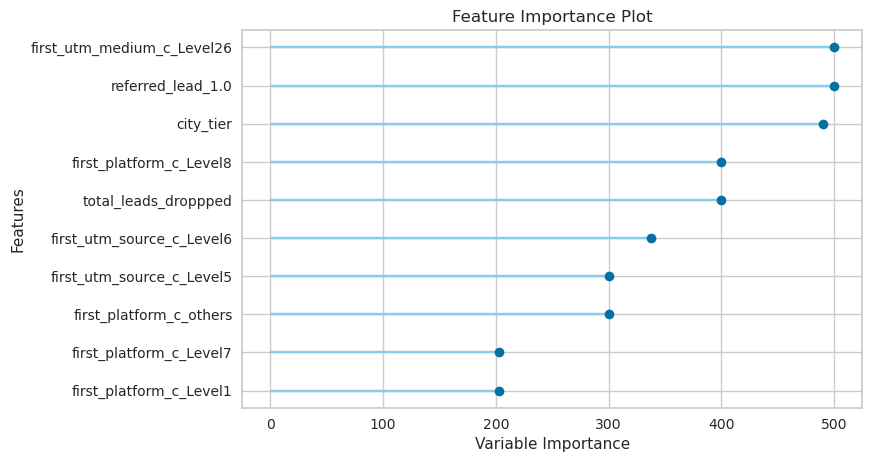 Feature Importance Plot
Features
first_utm_medium_c_Level26
referred_lead_1.0
city_tier
first_platform_c_Level8
total_leads_droppped
first_utm_source_c_Level6
first_utm_source_c_Level5
first_platform_c_others
first_platform_c_Level7
first_platform_c_Level1
0 100 200 300 400 500
Variable Importance